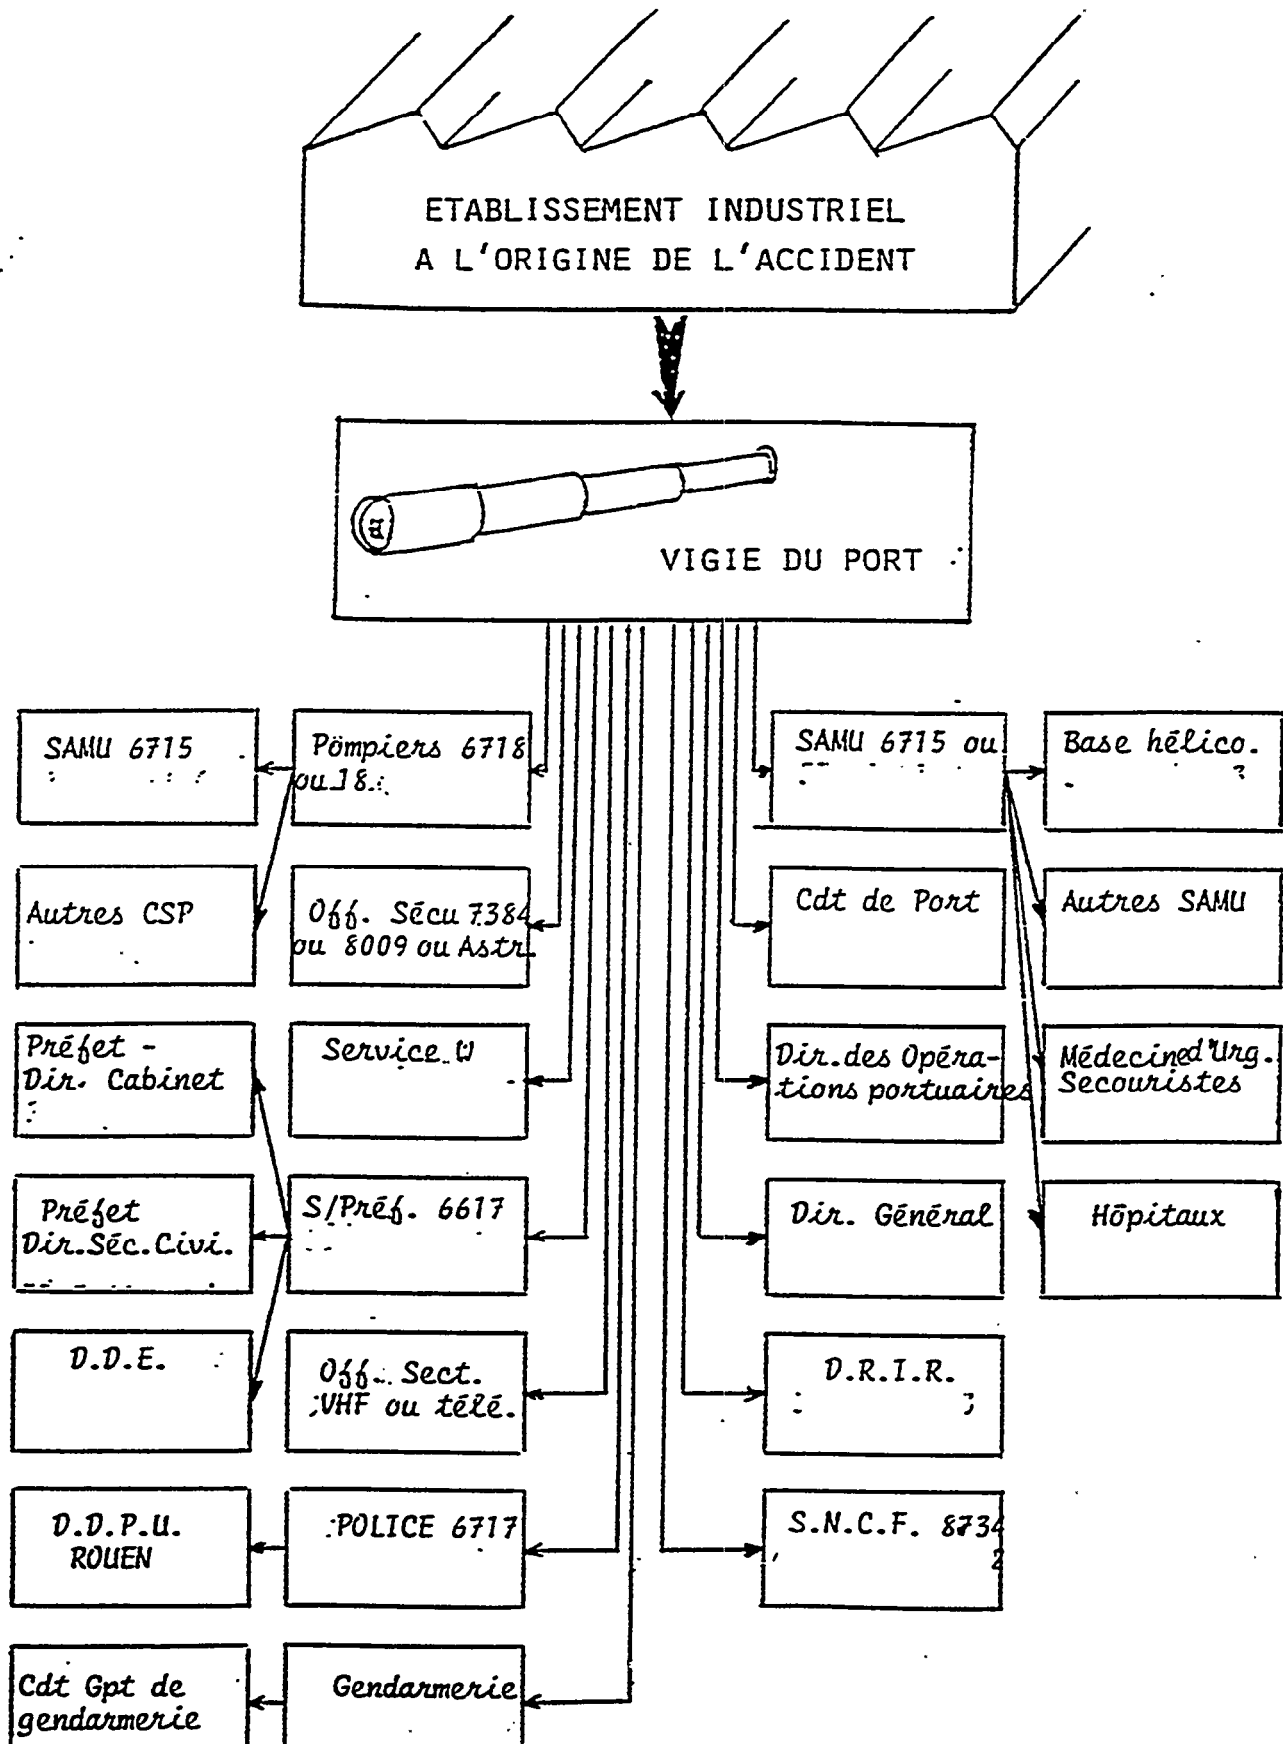 ETABLISSEMENT INDUSTRIEL
A L'ORIGINE DE L'ACCIDENT
VIGIE DU PORT
SAMU 6715
Pompiers 6718
ou 18
SAMU 6715 ou
Base hélico.
Autres CSP
Off. Sécu 7384
ou 8009 ou Astr.
Cdt de Port
Autres SAMU
Préfet -
Dir. Cabinet
Service
Dir. des Opéra-
tions portuaires
Médecine d'Urg.
Secouristes
Préfet
Dir. Séc. Civi.
S/Préf. 6617
Dir. Général
Hôpitaux
D.D.E.
Off. Sect.
VHF ou télé.
D.R.I.R.
D.D.P.U.
ROUEN
POLICE 6717
S.N.C.F. 8734
2
Cdt Gpt de
gendarmerie
Gendarmerie